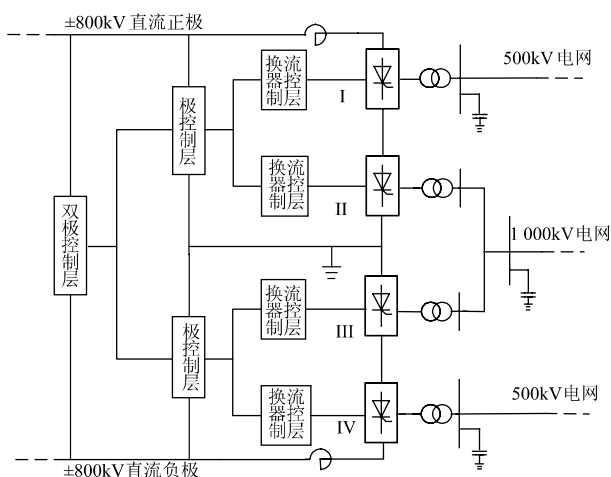 ±800kV 直流正极
500kV 电网
换流
器控
制层
I
极控制层
换流
器控
制层
II
双极控制层
1 000kV 电网
换流
器控
制层
III
极控制层
500kV 电网
换流
器控
制层
IV
±800kV 直流负极